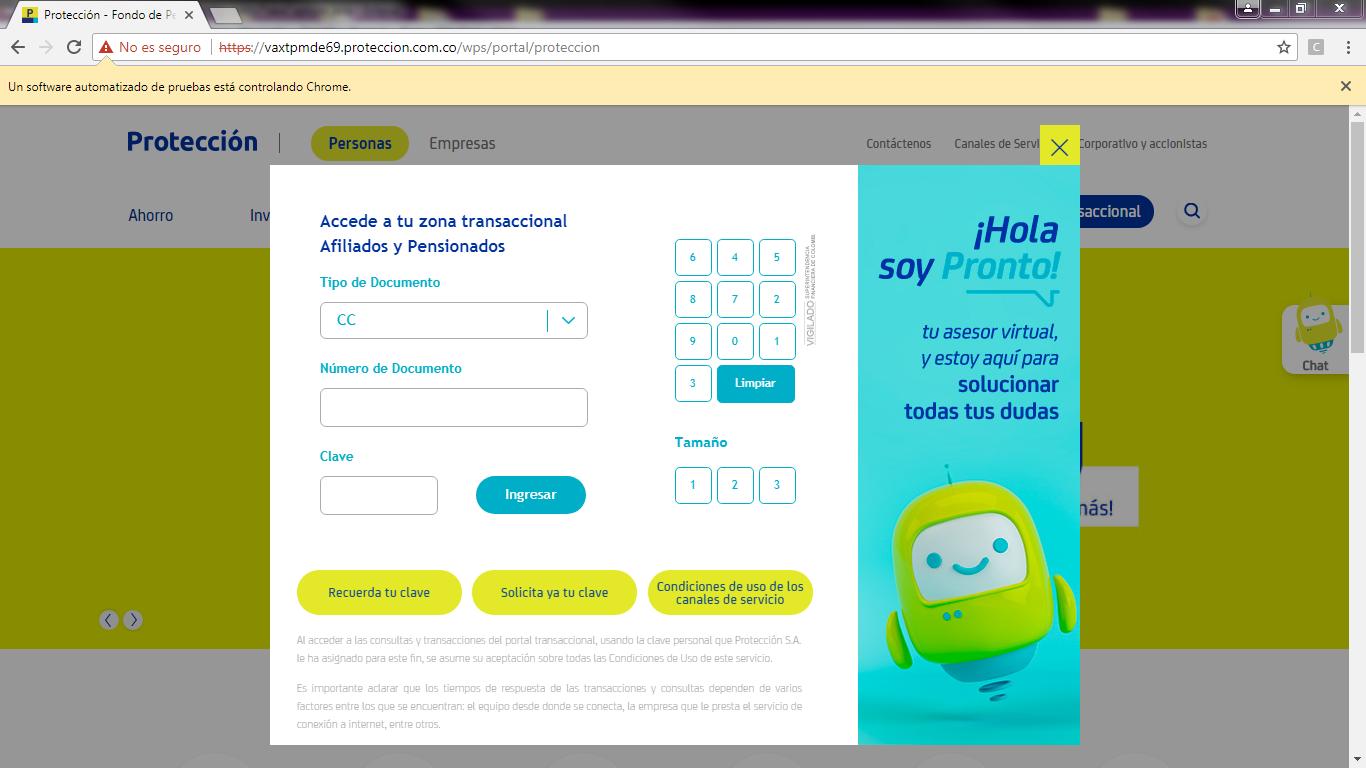 Protección - Fondo de Pe
No es seguro
https://vaxtpmde69.proteccion.com.co/wps/portal/proteccion
C
Un software automatizado de pruebas está controlando Chrome.
Protección
Personas
Empresas
Contáctenos
Canales de Servi
Corporativo y accionistas
Ahorro
Inv
saccional
Accede a tu zona transaccional
Afiliados y Pensionados
Tipo de Documento
CC
Número de Documento
Clave
Ingresar
6 4 5
8 7 2
9 0 1
3 Limpiar
VIGILADO SUPERINTENDENCIA
FINANCIERA DE COLOMBIA
Tamaño
1 2 3
Recuerda tu clave
Solicita ya tu clave
Condiciones de uso de los
canales de servicio
Al acceder a las consultas y transacciones del portal transaccional, usando la clave personal que Protección S.A.
le ha asignado para este fin, se asume su aceptación sobre todas las Condiciones de Uso de este servicio.
Es importante aclarar que los tiempos de respuesta de las transacciones y consultas dependen de varios
factores entre los que se encuentran: el equipo desde donde se conecta, la empresa que le presta el servicio de
conexión a internet, entre otros.
¡Hola
soy Pronto!
tu asesor virtual,
y estoy aquí para
solucionar
todas tus dudas
Chat
más!